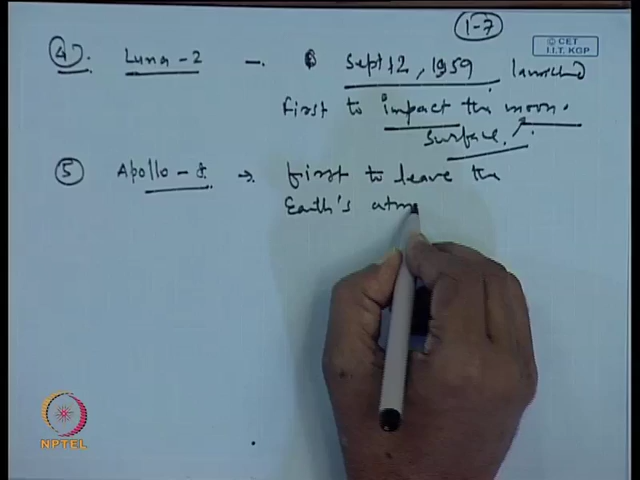 1-7
© CET
I.I.T. KGP
4). Luna - 2 - Sept 12, 1959 launched
first to impact the moon.
surface.
5 Apollo - 8 → first to leave the
Earth's atm
NPTEL